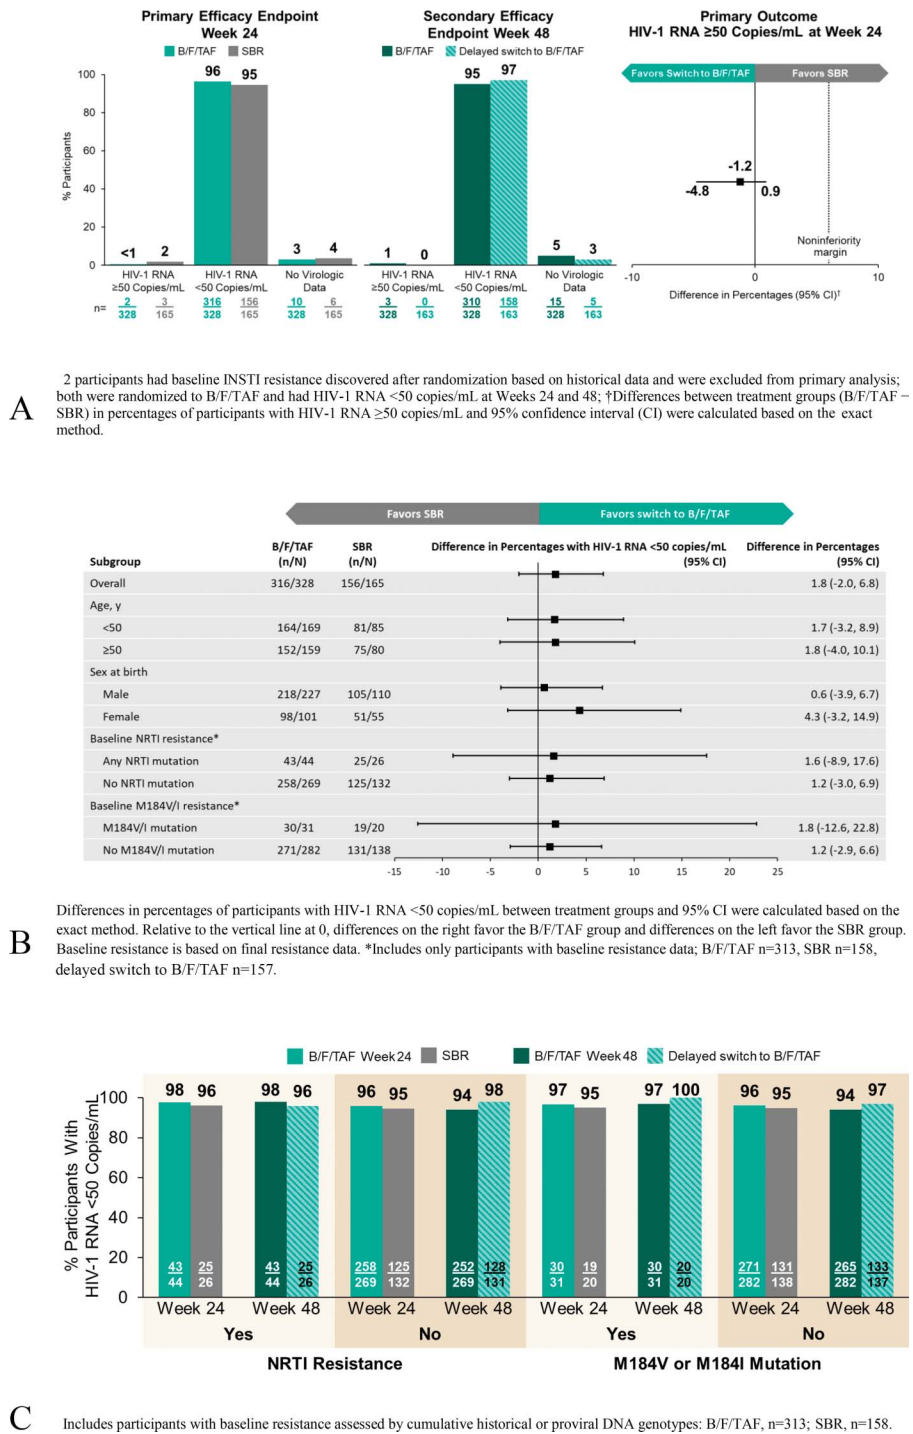 Primary Efficacy Endpoint
Week 24
B/F/TAF SBR
% Participants
100
80
60
40
20
0
<1 2
96 95
3 4
HIV-1 RNA
≥50 Copies/mL
HIV-1 RNA
<50 Copies/mL
No Virologic
Data
n= 2 3 316 156 10 6
328 165 328 165 328 165
Secondary Efficacy
Endpoint Week 48
B/F/TAF Delayed switch to B/F/TAF
1 0
95 97
5 3
HIV-1 RNA
≥50 Copies/mL
HIV-1 RNA
<50 Copies/mL
No Virologic
Data
3 0 310 158 15 5
328 163 328 163 328 163
Primary Outcome
HIV-1 RNA ≥50 Copies/mL at Week 24
Favors Switch to B/F/TAF Favors SBR
-1.2
-4.8 0.9
Noninferiority
margin
-10 0 10
Difference in Percentages (95% CI)†
A
2 participants had baseline INSTI resistance discovered after randomization based on historical data and were excluded from primary analysis;
both were randomized to B/F/TAF and had HIV-1 RNA <50 copies/mL at Weeks 24 and 48; †Differences between treatment groups (B/F/TAF −
SBR) in percentages of participants with HIV-1 RNA ≥50 copies/mL and 95% confidence interval (CI) were calculated based on the exact
method.
Favors SBR Favors switch to B/F/TAF
Subgroup
B/F/TAF
(n/N)
SBR
(n/N)
Difference in Percentages with HIV-1 RNA <50 copies/mL
(95% CI)
Difference in Percentages
(95% CI)
Overall 316/328 156/165 1.8 (-2.0, 6.8)
Age, y
<50 164/169 81/85 1.7 (-3.2, 8.9)
≥50 152/159 75/80 1.8 (-4.0, 10.1)
Sex at birth
Male 218/227 105/110 0.6 (-3.9, 6.7)
Female 98/101 51/55 4.3 (-3.2, 14.9)
Baseline NRTI resistance*
Any NRTI mutation 43/44 25/26 1.6 (-8.9, 17.6)
No NRTI mutation 258/269 125/132 1.2 (-3.0, 6.9)
Baseline M184V/I resistance*
M184V/I mutation 30/31 19/20 1.8 (-12.6, 22.8)
No M184V/I mutation 271/282 131/138 1.2 (-2.9, 6.6)
-15 -10 -5 0 5 10 15 20 25
B
Differences in percentages of participants with HIV-1 RNA <50 copies/mL between treatment groups and 95% CI were calculated based on the
exact method. Relative to the vertical line at 0, differences on the right favor the B/F/TAF group and differences on the left favor the SBR group.
Baseline resistance is based on final resistance data. *Includes only participants with baseline resistance data; B/F/TAF n=313, SBR n=158,
delayed switch to B/F/TAF n=157.
B/F/TAF Week 24 SBR B/F/TAF Week 48 Delayed switch to B/F/TAF
% Participants With
HIV-1 RNA <50 Copies/mL
100
80
60
40
20
0
98 96 98 96 96 95 94 98 97 95 97 100 96 95 94 97
43 25 43 25 258 125 252 128 30 19 30 20 271 131 265 133
44 26 44 26 269 132 269 131 31 20 31 20 282 138 282 137
Week 24 Week 48 Week 24 Week 48 Week 24 Week 48 Week 24 Week 48
Yes No Yes No
NRTI Resistance M184V or M184I Mutation
C
Includes participants with baseline resistance assessed by cumulative historical or proviral DNA genotypes: B/F/TAF, n=313; SBR, n=158.